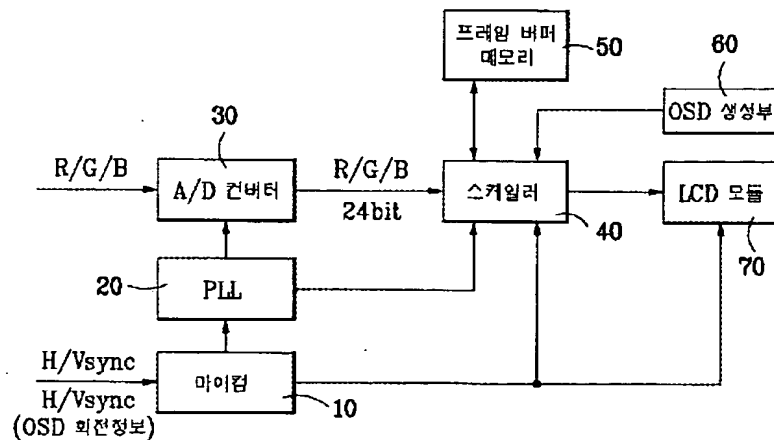 프레임 버퍼
메모리
50
60
OSD 생성부
30
R/G/B
A/D 컨버터
R/G/B
24bit
스케일러
40
LCD 모듈
70
20
PLL
H/Vsync
H/Vsync
(OSD 회전정보)
마이컴
10